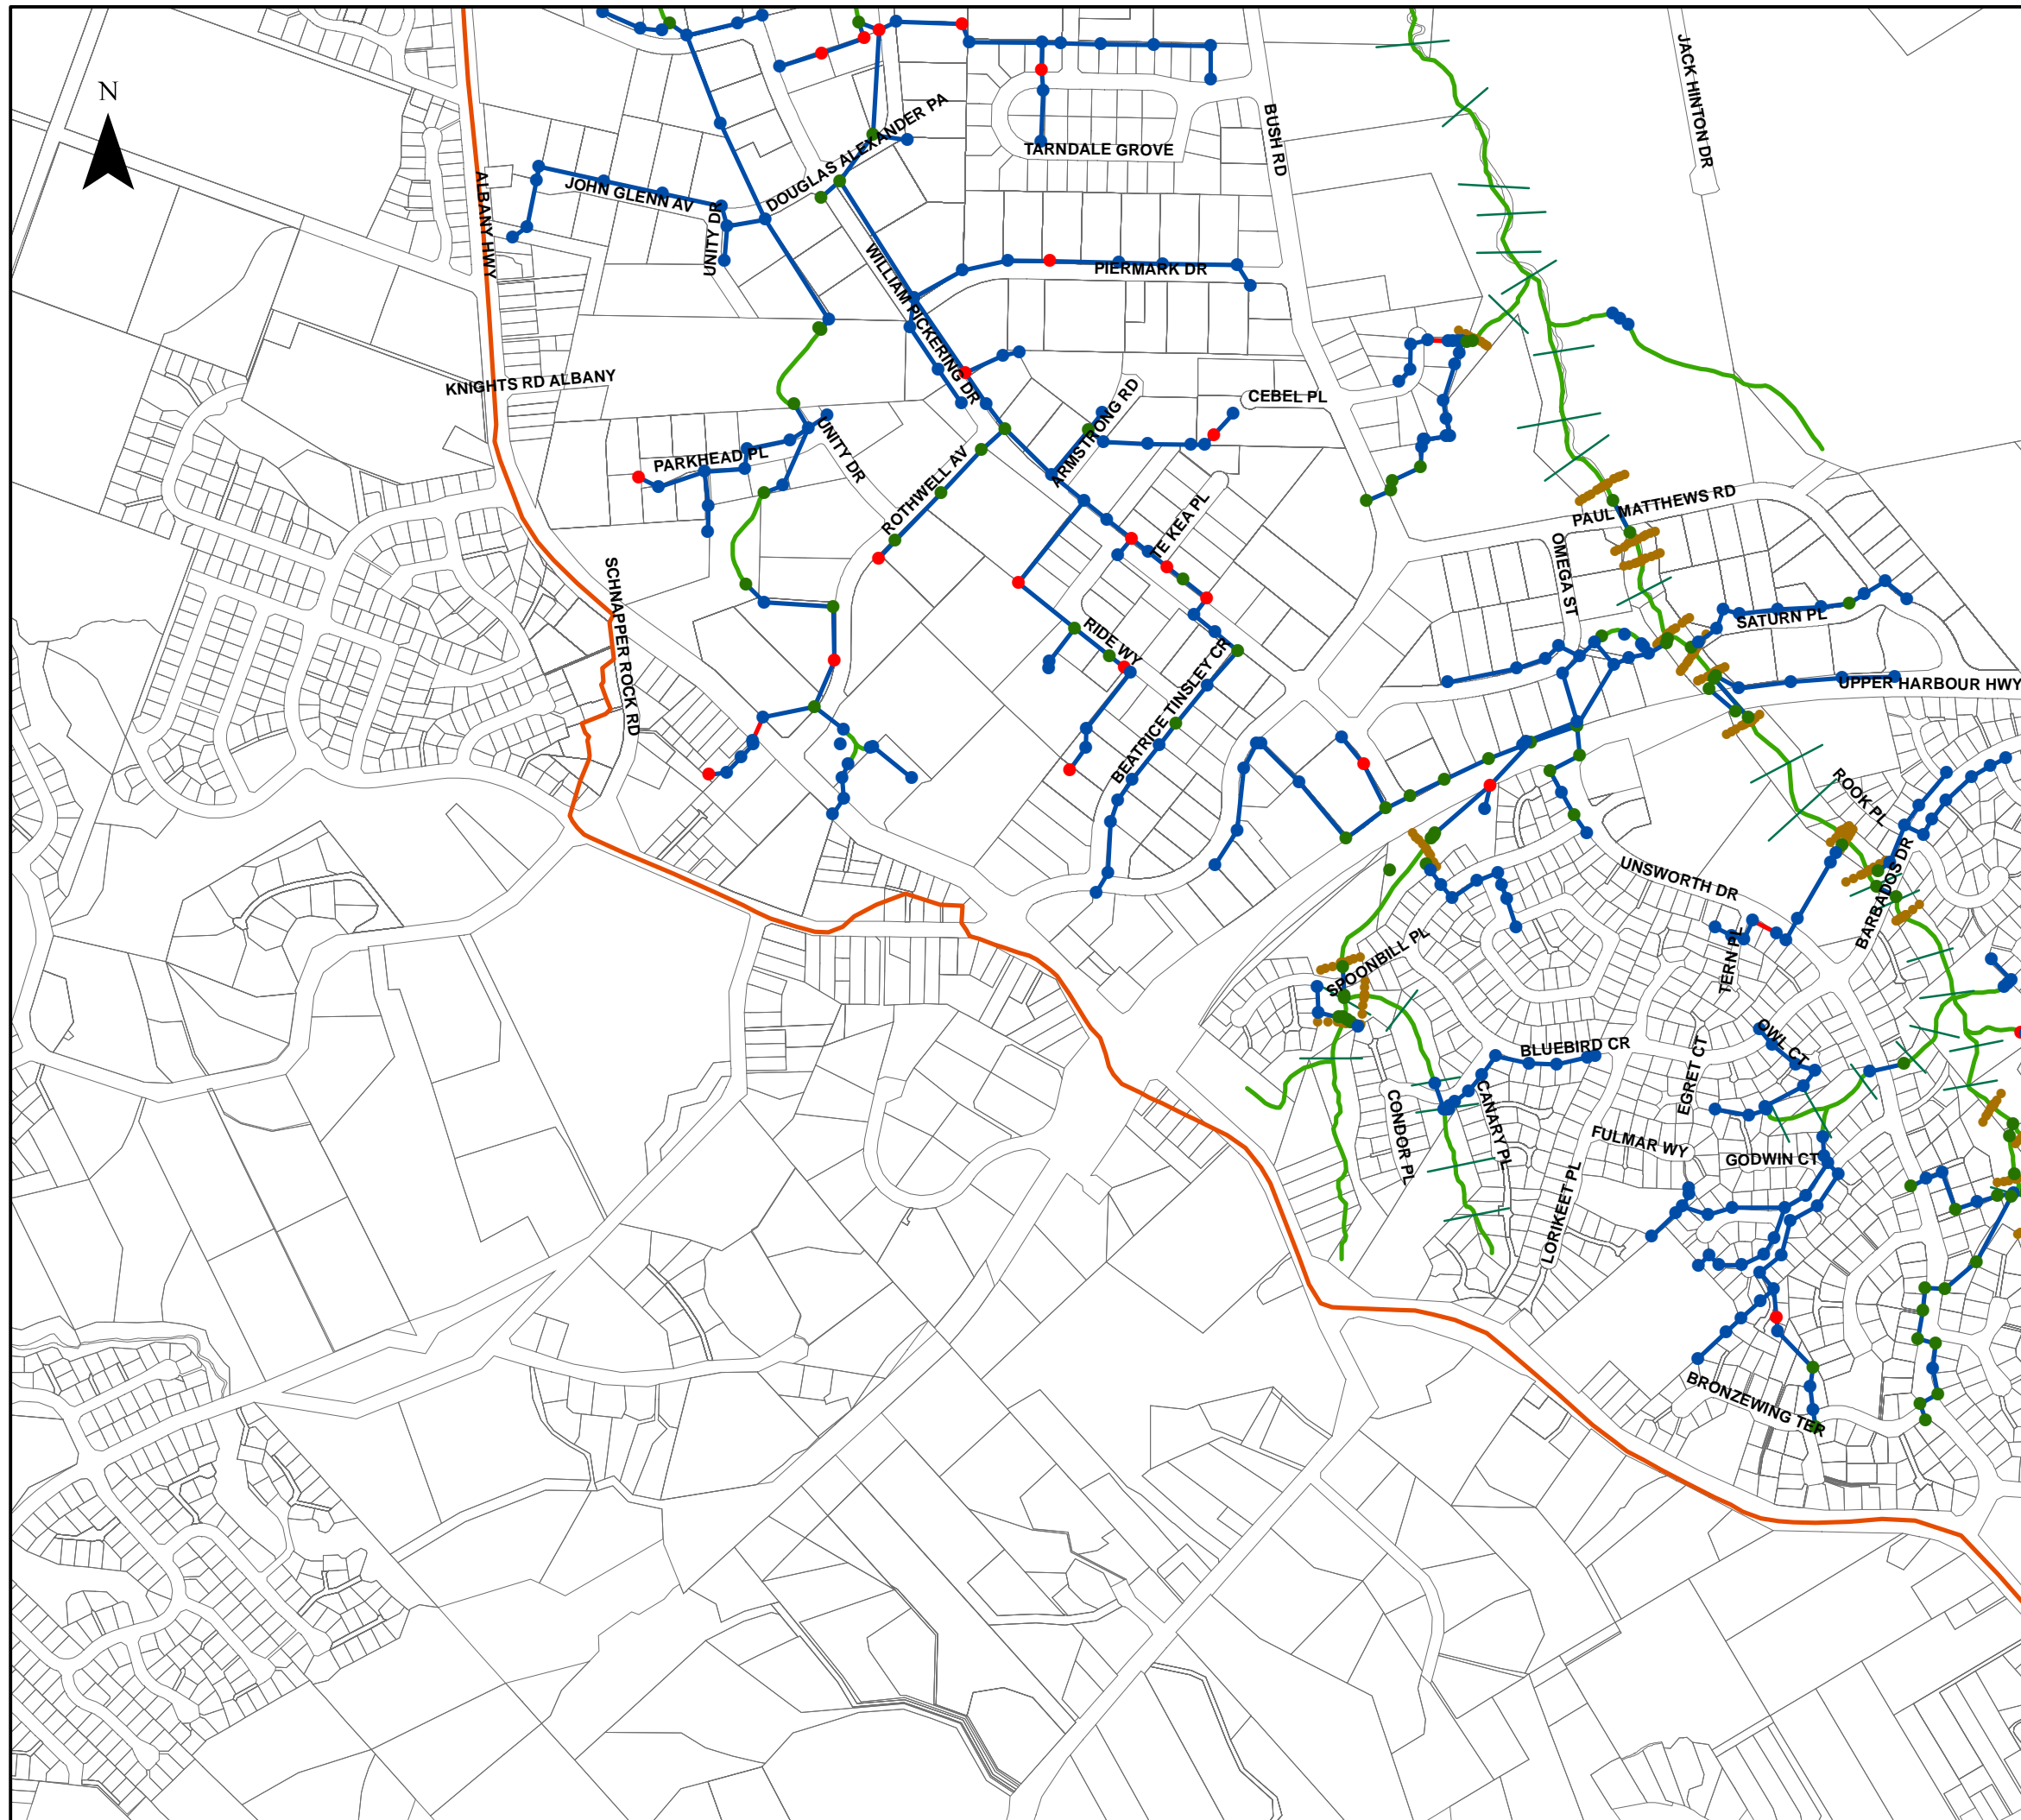 JACK HINTON DR
N
DOUGLAS ALEXANDER PA
BUSH RD
TARNDALE GROVE
ALBANY HWY
JOHN GLENN AV
UNITY DR
WILLIAM PICKERING DR
PIERMARK DR
KNIGHTS RD ALBANY
ARMSTRONG RD
CEBEL PL
UNITY DR
PARKHEAD PL
ROTHWELL AV
TE KEA PL
PAUL MATTHEWS RD
OMEGA ST
SCHNAPPER ROCK RD
SATURN PL
RIDE WY
BEATRICE TINSLEY CR
UPPER HARBOUR HWY
ROOK PL
UNSWORTH DR
BARBADOS DR
SPOONBILL PL
TERN PL
OWL CT
BLUEBIRD CR
EGRET CT
CONDOR PL
CANARY PL
FULMAR WY
GODWIN CT
LORIKEET PL
BRONZEWING TER